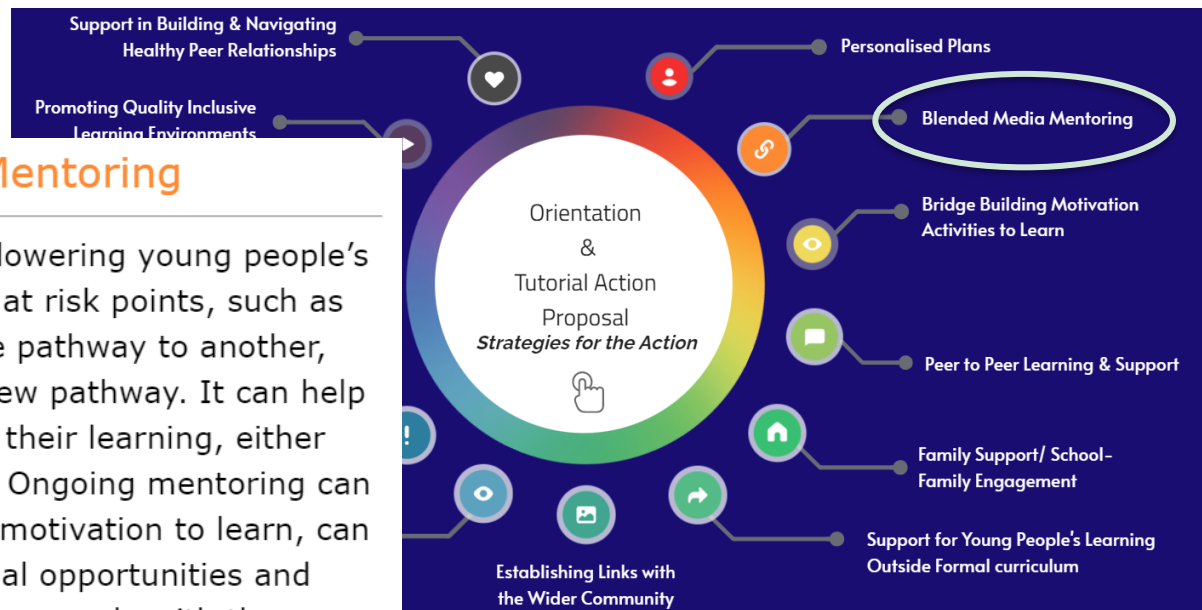 Support in Building & Navigating
Healthy Peer Relationships
Promoting Quality Inclusive
Learning Environments
Personalised Plans
Blended Media Mentoring
Bridge Building Motivation
Activities to Learn
Peer to Peer Learning & Support
Family Support/ School-
Family Engagement
Support for Young People's Learning
Outside Formal curriculum
Establishing Links with
the Wider Community
Orientation
&
Tutorial Action
Proposal
Strategies for the Action
Mentoring
lowering young people's
at risk points, such as
pathway to another,
pathway. It can help
their learning, either
Ongoing mentoring can
motivation to learn, can
opportunities and